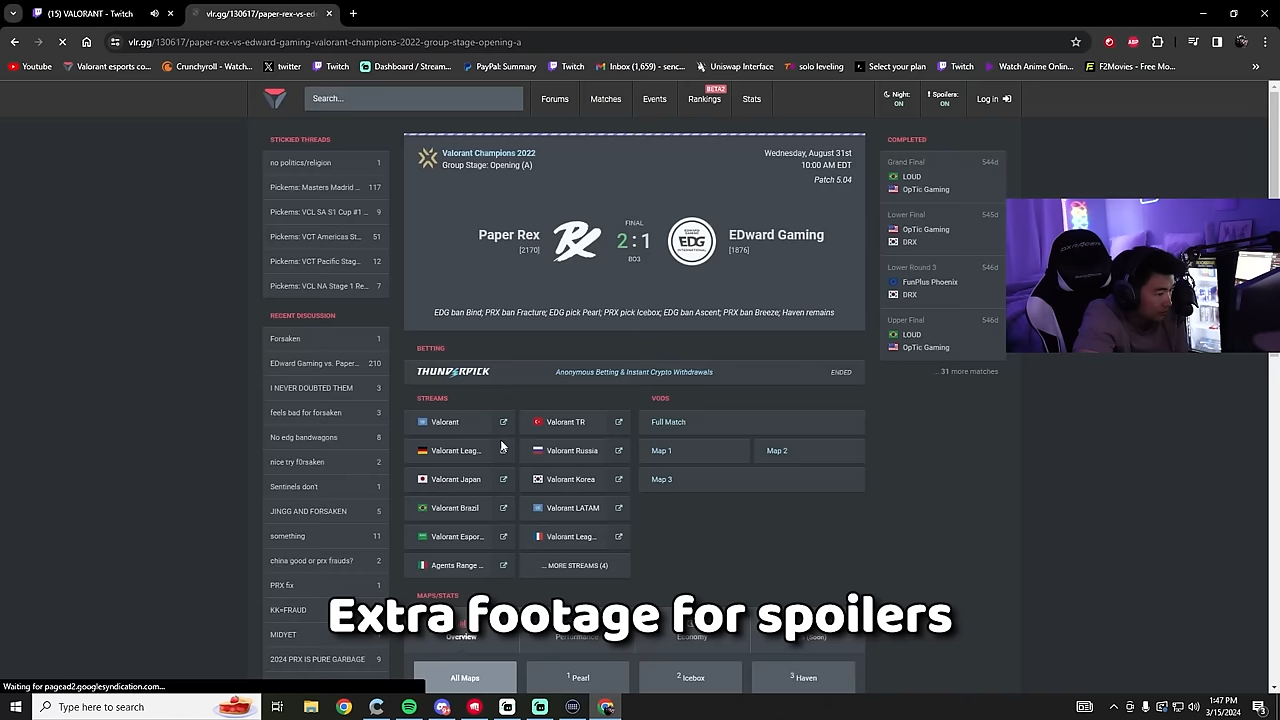 (15) VALORANT - Twitch
vlr.gg/130617/paper-rex-vs-ed
vlr.gg/130617/paper-rex-vs-edward-gaming-valorant-champions-2022-group-stage-opening-a
Youtube
Valorant esports co...
Crunchyroll - Watc...
twitter
Twitch
Dashboard / Stream...
PayPal: Summary
Twitch
Inbox (1,659) - senc...
Uniswap Interface
solo leveling
Select your plan
Twitch
Watch Anime Onlin...
F2Movies - Free Mo...
Search...
Forums
Matches
Events
BETA2
Rankings
Stats
Night:
ON
Spoilers:
ON
Log in
STICKIED THREADS
no politics/religion 1
Pickems: Masters Madrid ... 117
Pickems: VCL SA S1 Cup #1 ... 9
Pickems: VCT Americas St... 51
Pickems: VCT Pacific Stag... 12
Pickems: VCL NA Stage 1 Re... 7
RECENT DISCUSSION
Forsaken 1
EDward Gaming vs. Paper... 210
I NEVER DOUBTED THEM 3
feels bad for forsaken 3
No edg bandwagons 8
nice try f0rsaken 2
Sentinels don't 1
JINGG AND FORSAKEN 5
something 11
china good or prx frauds? 2
PRX fix 1
KK=FRAUD
MIDYET
2024 PRX IS PURE GARBAGE 9
Valorant Champions 2022
Group Stage: Opening (A)
Wednesday, August 31st
10:00 AM EDT
Patch 5.04
Paper Rex
[2170]
FINAL
2:1
BO3
EDG
EDward Gaming
[1876]
EDG ban Bind; PRX ban Fracture; EDG pick Pearl; PRX pick Icebox; EDG ban Ascent; PRX ban Breeze; Haven remains
BETTING
THUNDERPICK
Anonymous Betting & Instant Crypto Withdrawals
ENDED
STREAMS
Valorant
Valorant TR
Valorant Leag...
Valorant Russia
Valorant Japan
Valorant Korea
Valorant Brazil
Valorant LATAM
Valorant Espor...
Valorant Leag...
Agents Range ...
... MORE STREAMS (4)
VODS
Full Match
Map 1
Map 2
Map 3
MAPS/STATS
Overview
Performance
Economy
(Soon)
All Maps
1 Pearl
2 Icebox
3 Haven
COMPLETED
Grand Final 544d
LOUD
OpTic Gaming
Lower Final 545d
OpTic Gaming
DRX
Lower Round 3 546d
FunPlus Phoenix
DRX
Upper Final 546d
LOUD
OpTic Gaming
... 31 more matches
Extra footage for spoilers
Waiting for pagead2.googlesyndication.com...
Type here to search
1:47 PM
3/15/2024